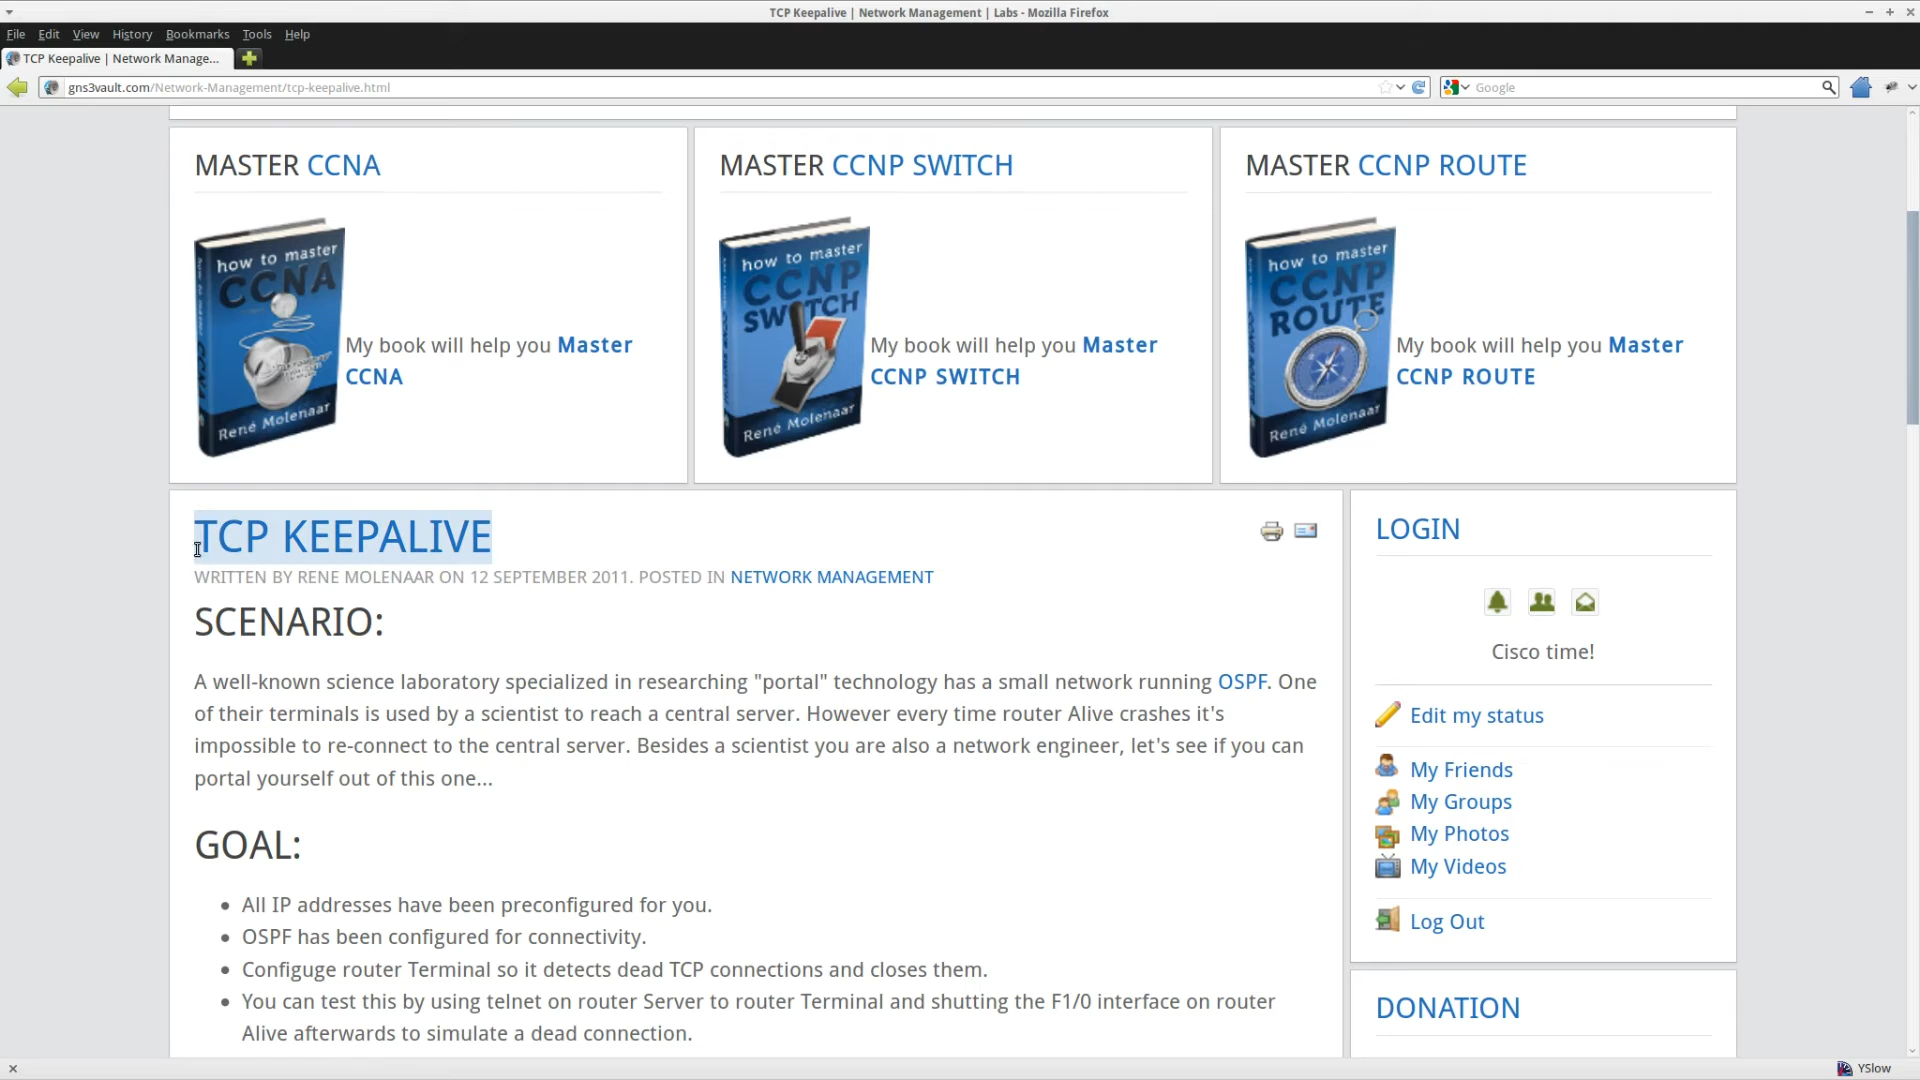 TCP Keepalive | Network Management | Labs - Mozilla Firefox
File Edit View History Bookmarks Tools Help
TCP Keepalive | Network Manage...
gns3vault.com/Network-Management/tcp-keepalive.html
Google
MASTER CCNA
MASTER CCNP SWITCH
MASTER CCNP ROUTE
how to master
CCNA
CCNA
René Molenaar
My book will help you Master
CCNA
how to master
CCNP
SWITCH
René Molenaar
My book will help you Master
CCNP SWITCH
how to master
CCNP
ROUTE
René Molenaar
My book will help you Master
CCNP ROUTE
TCP KEEPALIVE
WRITTEN BY RENE MOLENAAR ON 12 SEPTEMBER 2011. POSTED IN NETWORK MANAGEMENT
SCENARIO:
A well-known science laboratory specialized in researching "portal" technology has a small network running OSPF. One
of their terminals is used by a scientist to reach a central server. However every time router Alive crashes it's
impossible to re-connect to the central server. Besides a scientist you are also a network engineer, let's see if you can
portal yourself out of this one...
GOAL:
All IP addresses have been preconfigured for you.
OSPF has been configured for connectivity.
Configuge router Terminal so it detects dead TCP connections and closes them.
You can test this by using telnet on router Server to router Terminal and shutting the F1/0 interface on router
Alive afterwards to simulate a dead connection.
LOGIN
Cisco time!
Edit my status
My Friends
My Groups
My Photos
My Videos
Log Out
DONATION
YSlow